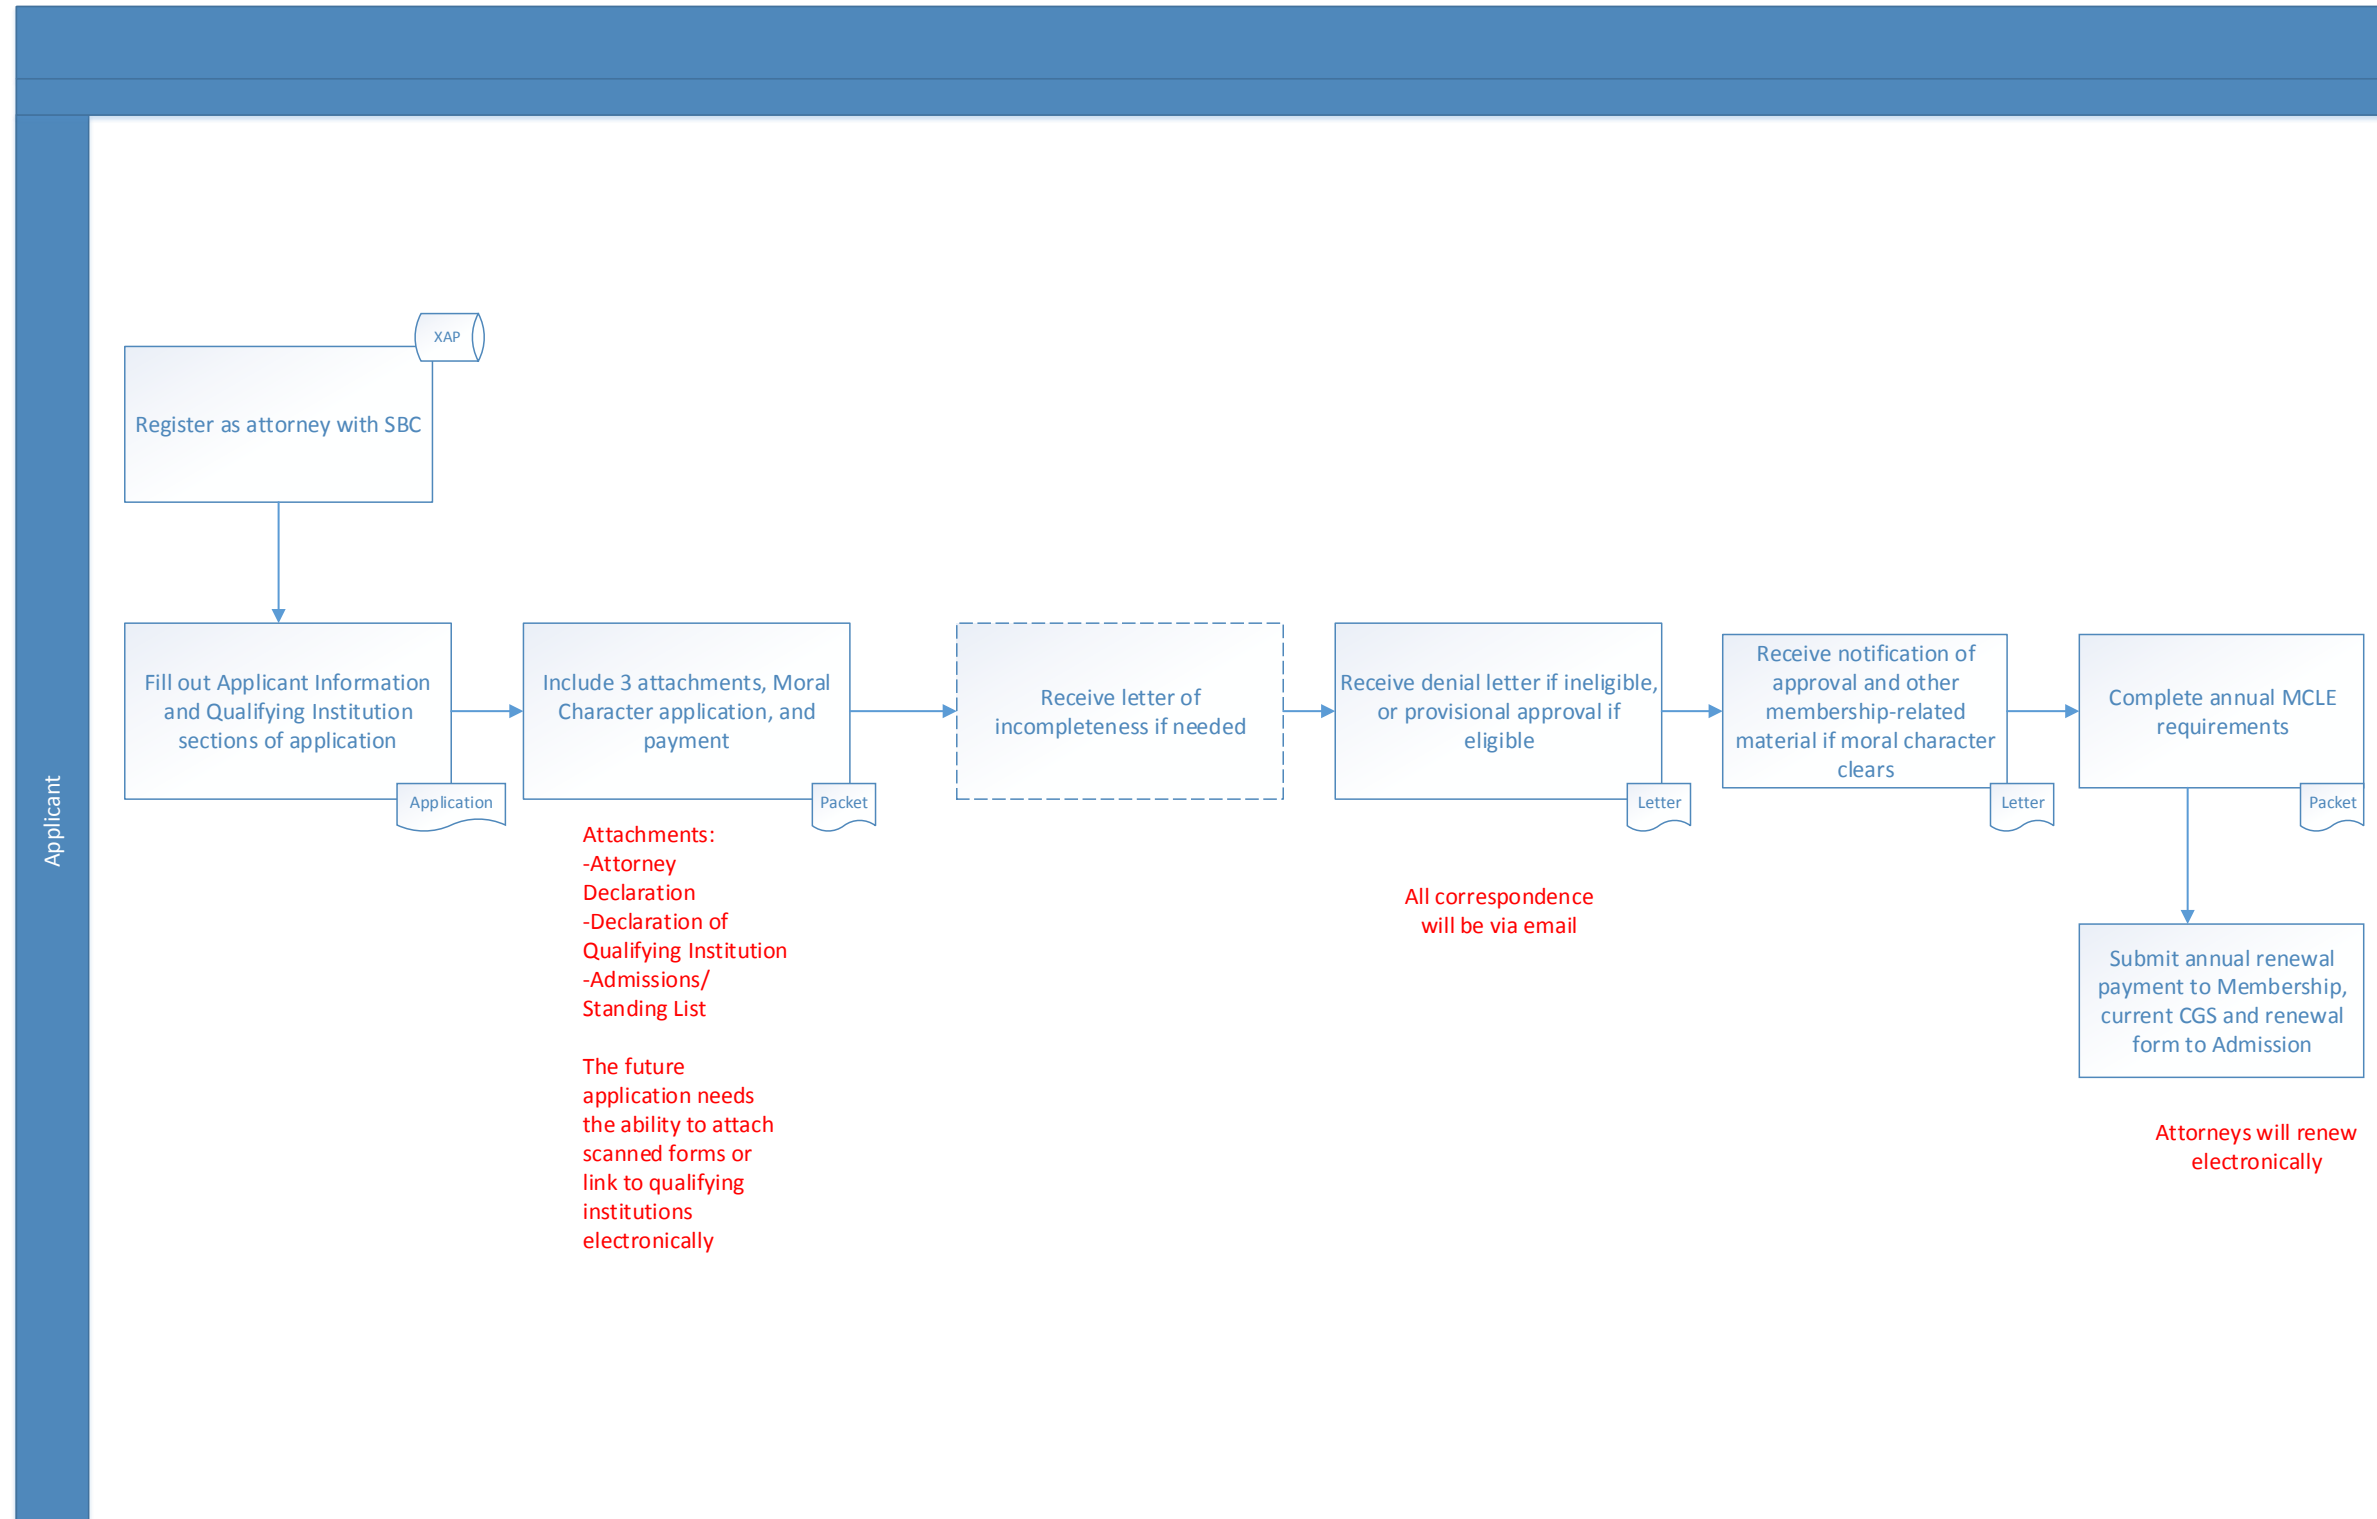 Applicant
XAP
Register as attorney with SBC
Fill out Applicant Information
and Qualifying Institution
sections of application
Application
Include 3 attachments, Moral
Character application, and
payment
Packet
Attachments:
-Attorney
Declaration
-Declaration of
Qualifying Institution
-Admissions/
Standing List
The future
application needs
the ability to attach
scanned forms or
link to qualifying
institutions
electronically
Receive letter of
incompleteness if needed
Receive denial letter if ineligible,
or provisional approval if
eligible
Letter
All correspondence
will be via email
Receive notification of
approval and other
membership-related
material if moral character
clears
Letter
Complete annual MCLE
requirements
Packet
Submit annual renewal
payment to Membership,
current CGS and renewal
form to Admission
Attorneys will renew
electronically